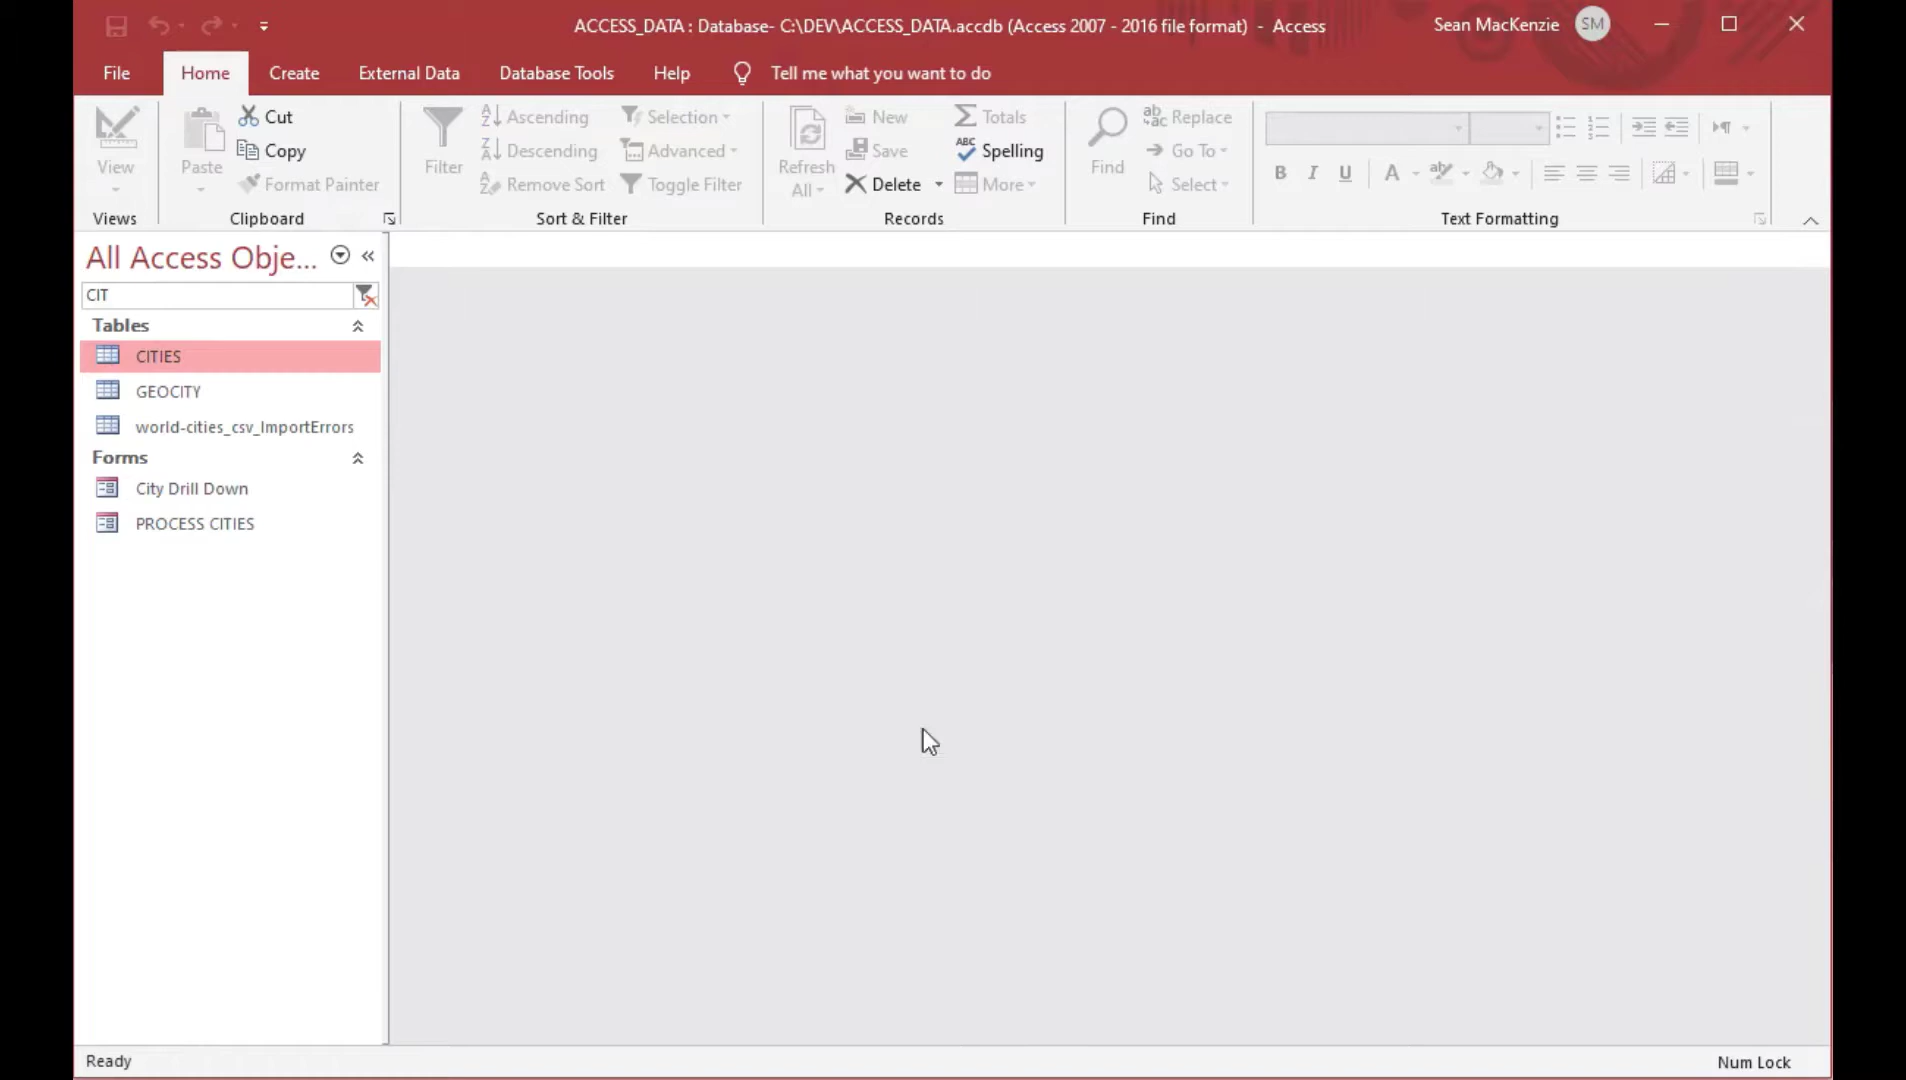 ACCESS_DATA : Database- C:\DEV\ACCESS_DATA.accdb (Access 2007 - 2016 file format) - Access
Sean MacKenzie SM
File Home Create External Data Database Tools Help Tell me what you want to do
View
Views
Paste
Cut
Copy
Format Painter
Clipboard
Filter
Ascending
Descending
Remove Sort
Selection
Advanced
Toggle Filter
Sort & Filter
Refresh
All
New
Save
Delete
Totals
Spelling
More
Records
Find
Replace
Go To
Select
Find
B I U A
Text Formatting
All Access Obje...
CIT
Tables
CITIES
GEOCITY
world-cities_csv_ImportErrors
Forms
City Drill Down
PROCESS CITIES
Ready
Num Lock